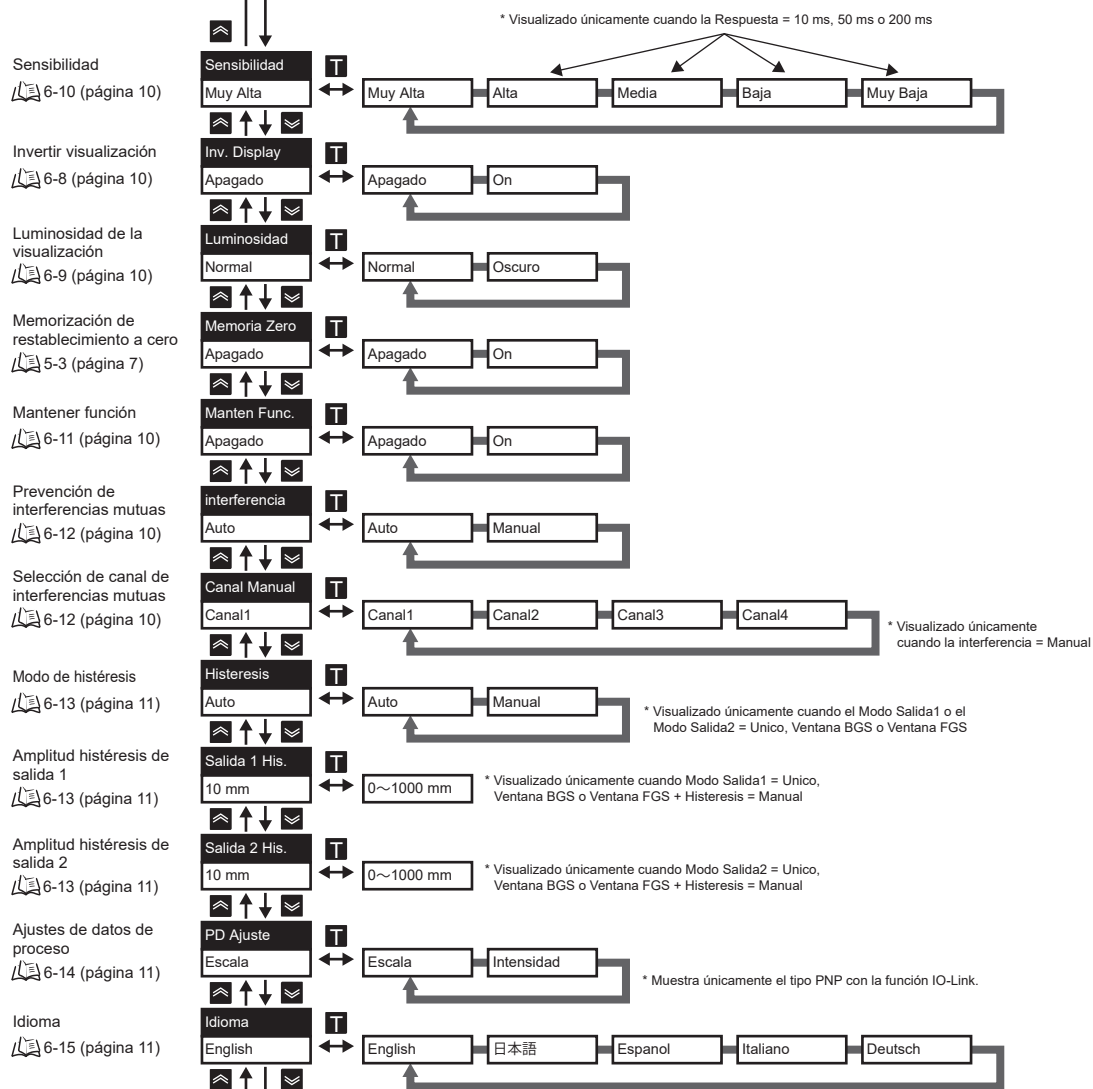 * Visualizado únicamente cuando la Respuesta = 10 ms, 50 ms o 200 ms
Sensibilidad
6-10 (página 10)
Sensibilidad
Muy Alta
T
Muy Alta
Alta
Media
Baja
Muy Baja
Invertir visualización
6-8 (página 10)
Inv. Display
Apagado
T
Apagado
On
Luminosidad de la
visualización
6-9 (página 10)
Luminosidad
Normal
T
Normal
Oscuro
Memorización de
restablecimiento a cero
5-3 (página 7)
Memoria Zero
Apagado
T
Apagado
On
Mantener función
6-11 (página 10)
Manten Func.
Apagado
T
Apagado
On
Prevención de
interferencias mutuas
6-12 (página 10)
interferencia
Auto
T
Auto
Manual
Selección de canal de
interferencias mutuas
6-12 (página 10)
Canal Manual
Canal1
T
Canal1
Canal2
Canal3
Canal4
* Visualizado únicamente
cuando la interferencia = Manual
Modo de histéresis
6-13 (página 11)
Histeresis
Auto
T
Auto
Manual
* Visualizado únicamente cuando el Modo Salida1 o el
Modo Salida2 = Unico, Ventana BGS o Ventana FGS
Amplitud histéresis de
salida 1
6-13 (página 11)
Salida 1 His.
10 mm
T
0～1000 mm
* Visualizado únicamente cuando Modo Salida1 = Unico,
Ventana BGS o Ventana FGS + Histeresis = Manual
Amplitud histéresis de
salida 2
6-13 (página 11)
Salida 2 His.
10 mm
T
0～1000 mm
* Visualizado únicamente cuando Modo Salida2 = Unico,
Ventana BGS o Ventana FGS + Histeresis = Manual
Ajustes de datos de
proceso
6-14 (página 11)
PD Ajuste
Escala
T
Escala
Intensidad
* Muestra únicamente el tipo PNP con la función IO-Link.
Idioma
6-15 (página 11)
Idioma
English
T
English
日本語
Espanol
Italiano
Deutsch